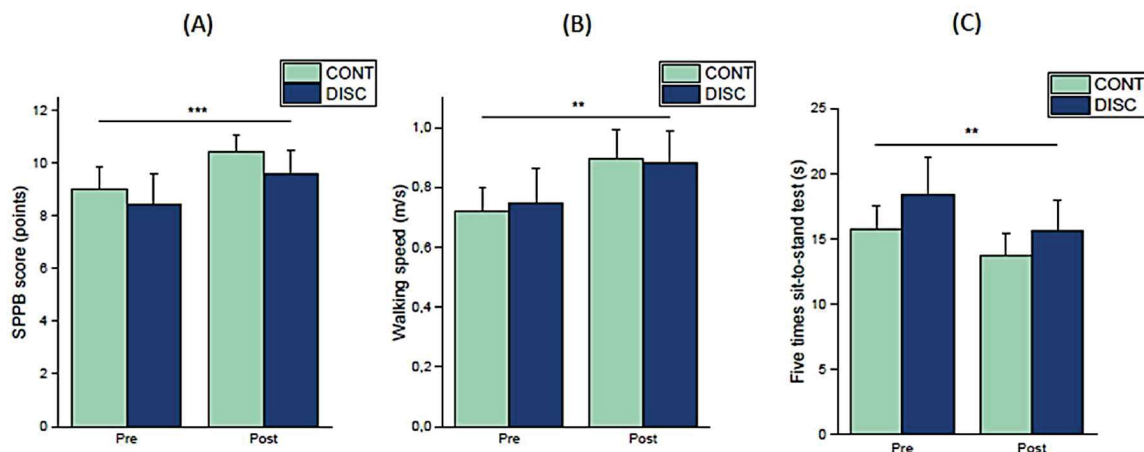 (A)
CONT
DISC
***
SPPB score (points)
12
10
8
6
4
2
0
Pre
Post
(B)
CONT
DISC
**
Walking speed (m/s)
1,0
0,8
0,6
0,4
0,2
0,0
Pre
Post
(C)
CONT
DISC
**
Five times sit-to-stand test (s)
25
20
15
10
5
0
Pre
Post